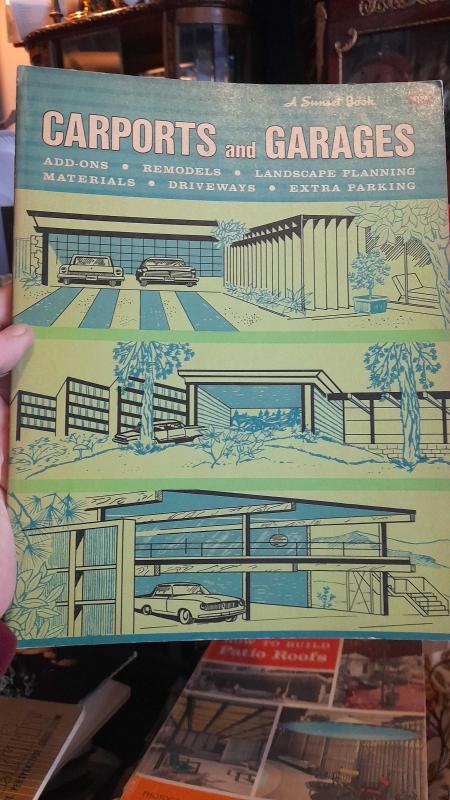 A Sunset Book
CARPORTS and GARAGES
ADD-ONS • REMODELS • LANDSCAPE PLANNING
MATERIALS • DRIVEWAYS • EXTRA PARKING
HOW TO BUILD
Patio Roofs